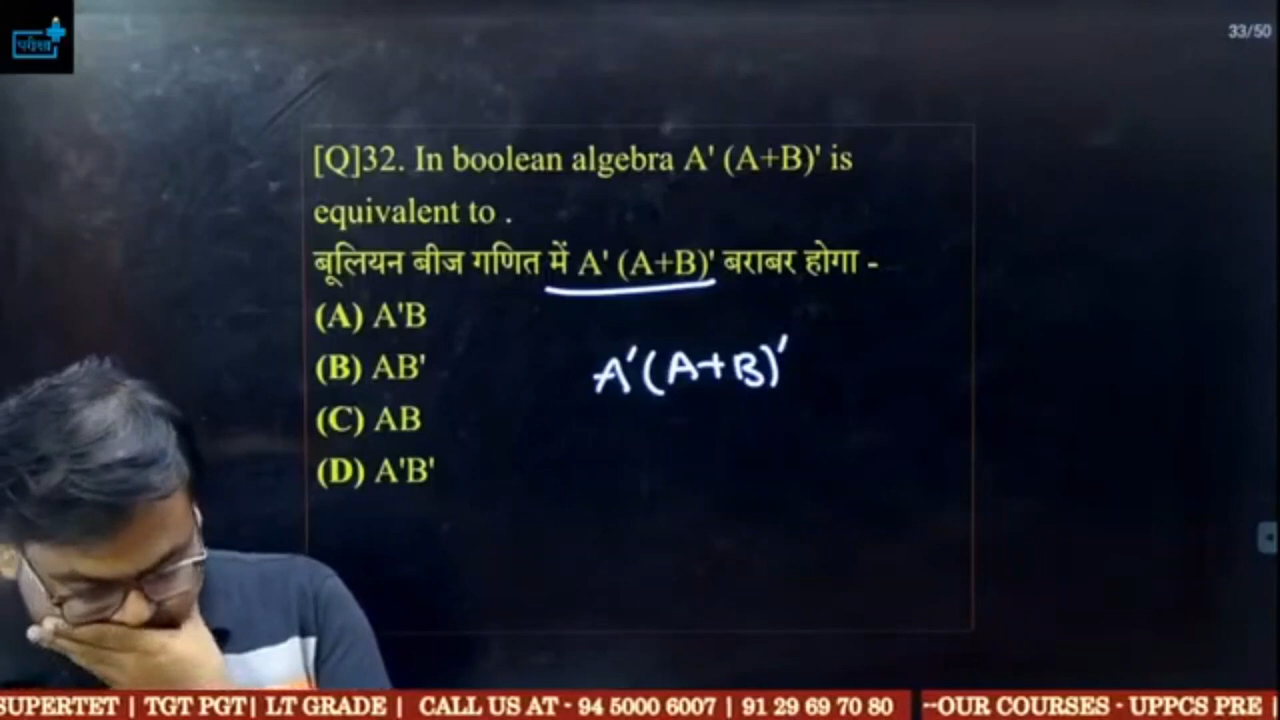 परीक्षा
33/50
[Q]32. In boolean algebra A' (A+B)' is
equivalent to .
बूलियन बीज गणित में A' (A+B)' बराबर होगा -
(A) A'B
(B) AB'
(C) AB
(D) A'B'
A'(A+B)'
SUPERTET | TGT PGT| LT GRADE | CALL US AT - 94 5000 6007 | 91 29 69 70 80
--OUR COURSES - UPPCS PRE |